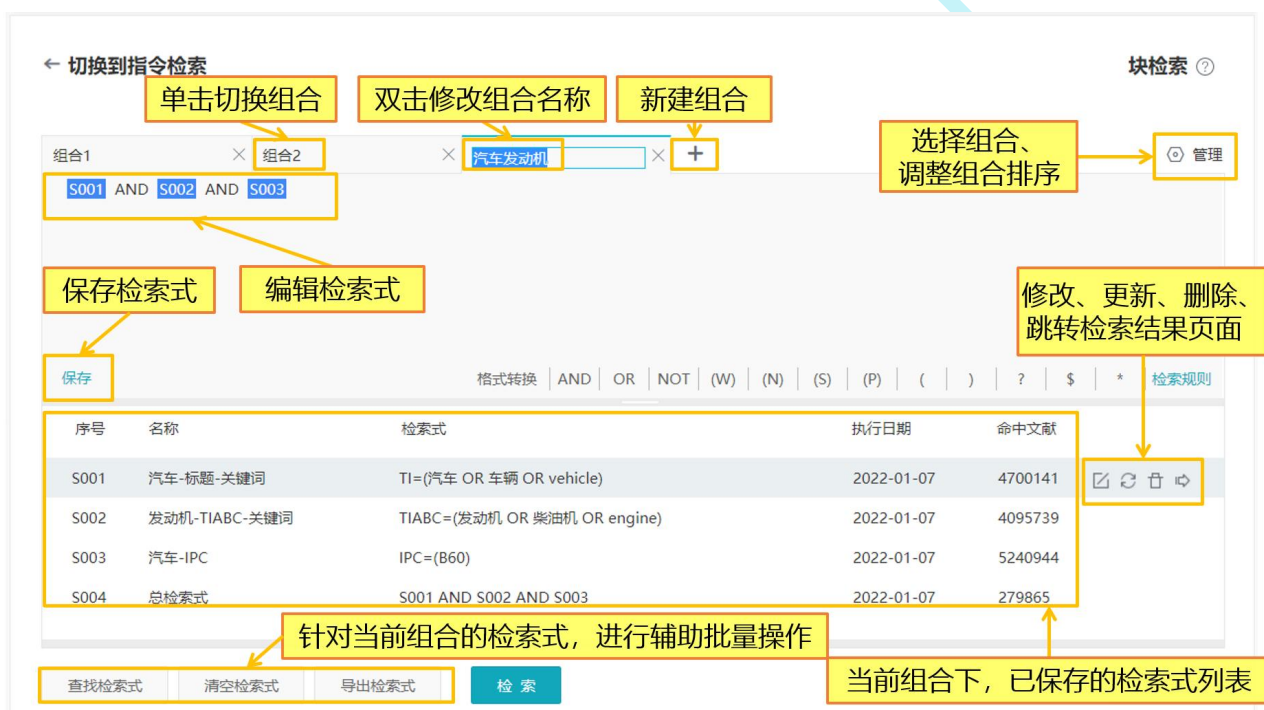 ← 切换到指令检索
块检索 ?
单击切换组合
双击修改组合名称
新建组合
选择组合、
调整组合排序
组合1 × 组合2 × 汽车发动机 × +
管理
S001 AND S002 AND S003
保存检索式
编辑检索式
修改、更新、删除、
跳转检索结果页面
保存
格式转换 | AND | OR | NOT | (W) | (N) | (S) | (P) | ( | ) | ? | $ | * | 检索规则
序号 名称 检索式 执行日期 命中文献
S001 汽车-标题-关键词 TI=(汽车 OR 车辆 OR vehicle) 2022-01-07 4700141
S002 发动机-TIABC-关键词 TIABC=(发动机 OR 柴油机 OR engine) 2022-01-07 4095739
S003 汽车-IPC IPC=(B60) 2022-01-07 5240944
S004 总检索式 S001 AND S002 AND S003 2022-01-07 279865
针对当前组合的检索式，进行辅助批量操作
当前组合下，已保存的检索式列表
查找检索式 清空检索式 导出检索式 检 索